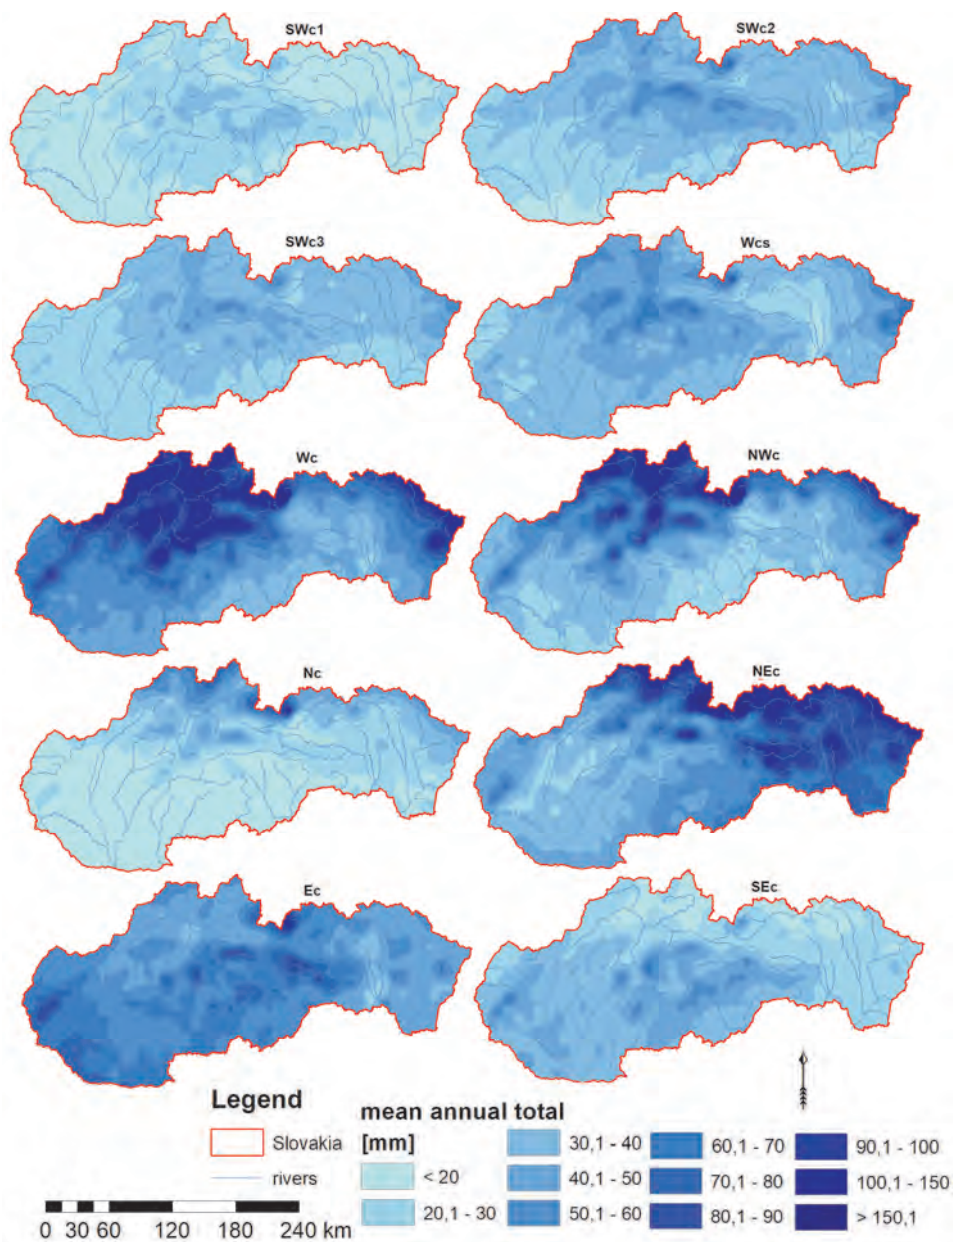 SWc1
SWc2
SWc3
Wcs
Wc
NWc
Nc
NEc
Ec
SEc
Legend
Slovakia
rivers
0 30 60 120 180 240 km
mean annual total
[mm]
< 20
20,1 - 30
30,1 - 40
40,1 - 50
50,1 - 60
60,1 - 70
70,1 - 80
80,1 - 90
90,1 - 100
100,1 - 150
> 150,1